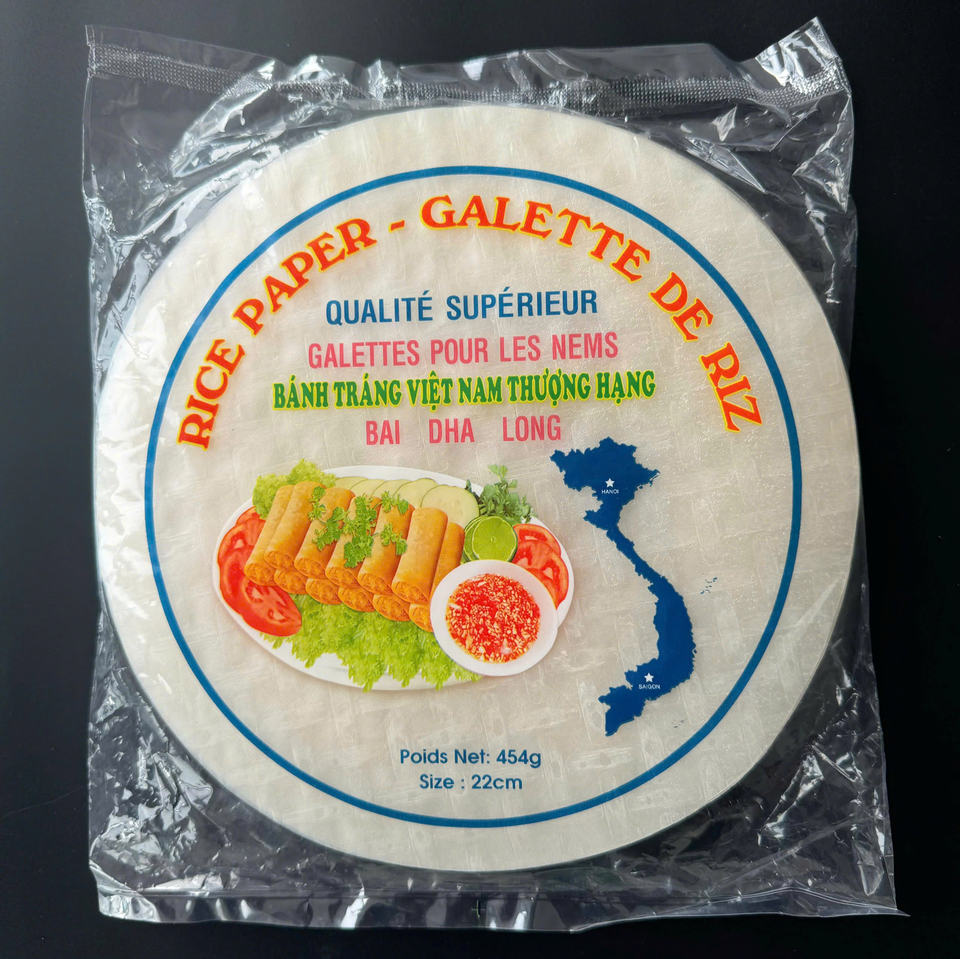 RICE PAPER - GALETTE DE RIZ
QUALITÉ SUPÉRIEUR
GALETTES POUR LES NEMS
BÁNH TRÁNG VIỆT NAM THƯỢNG HẠNG
BAI DHA LONG
HANOI
SAIGON
Poids Net: 454g
Size : 22cm